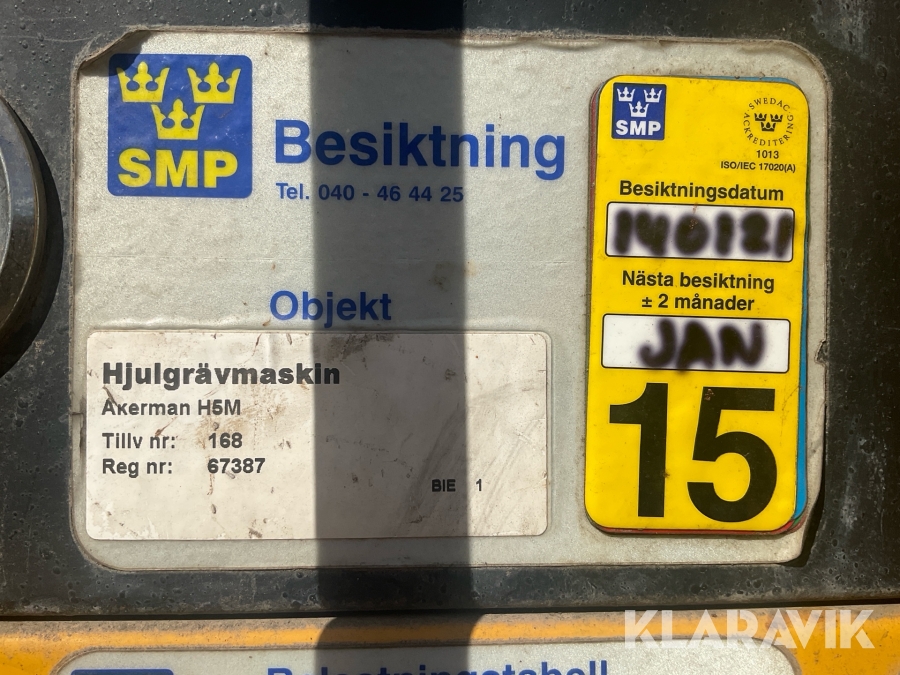 SMP
Besiktning
Tel. 040 - 46 44 25
Objekt
Hjulgrävmaskin
Åkerman H5M
Tillv nr: 168
Reg nr: 67387
BIE 1
SMP
SWEDAC
ACKREDITERING
1013
ISO/IEC 17020(A)
Besiktningsdatum
140121
Nästa besiktning
± 2 månader
JAN
15
KLARAVIK
Belastningstabell